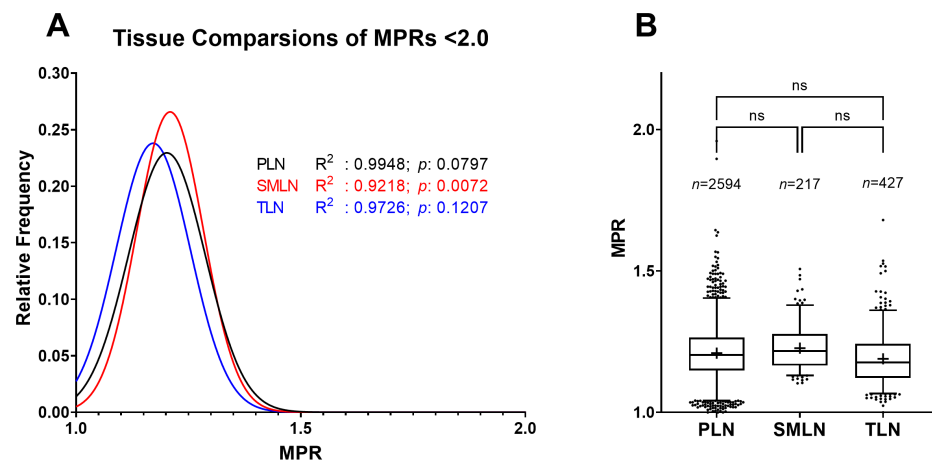 A
Tissue Comparsions of MPRs <2.0
Relative Frequency
0.30
0.25
0.20
0.15
0.10
0.05
0.00
1.0
1.5
2.0
MPR
PLN R² : 0.9948; p: 0.0797
SMLN R² : 0.9218; p: 0.0072
TLN R² : 0.9726; p: 0.1207
B
MPR
2.0
1.5
1.0
ns
ns ns
n=2594 n=217 n=427
PLN SMLN TLN